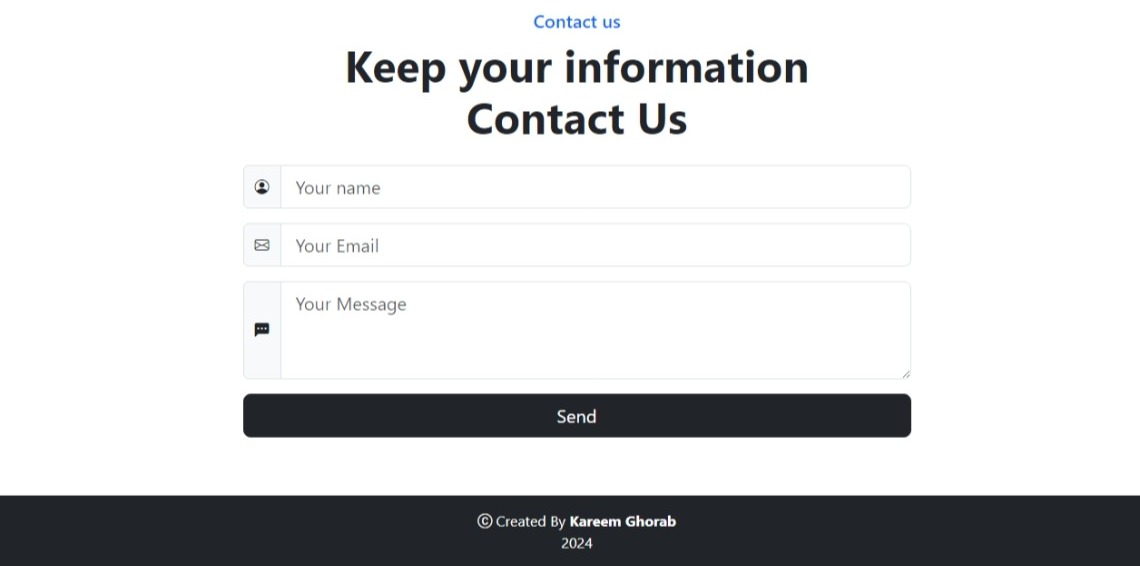 Contact us
Keep your information
Contact Us
Your name
Your Email
Your Message
Send
© Created By Kareem Ghorab
2024